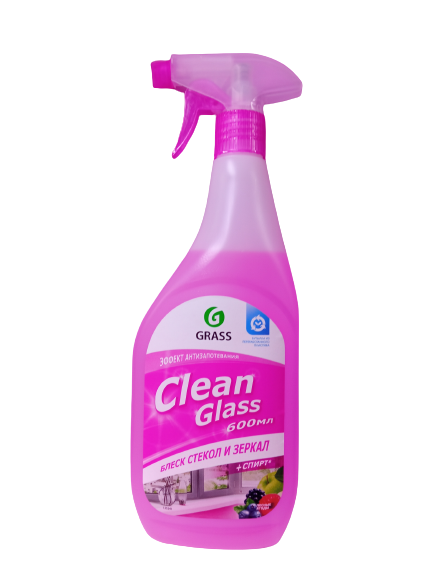 GRASS
ЭФФЕКТ АНТИЗАПОТЕВАНИЯ
Clean
Glass
600мл
БЛЕСК СТЕКОЛ И ЗЕРКАЛ
+СПИРТ*